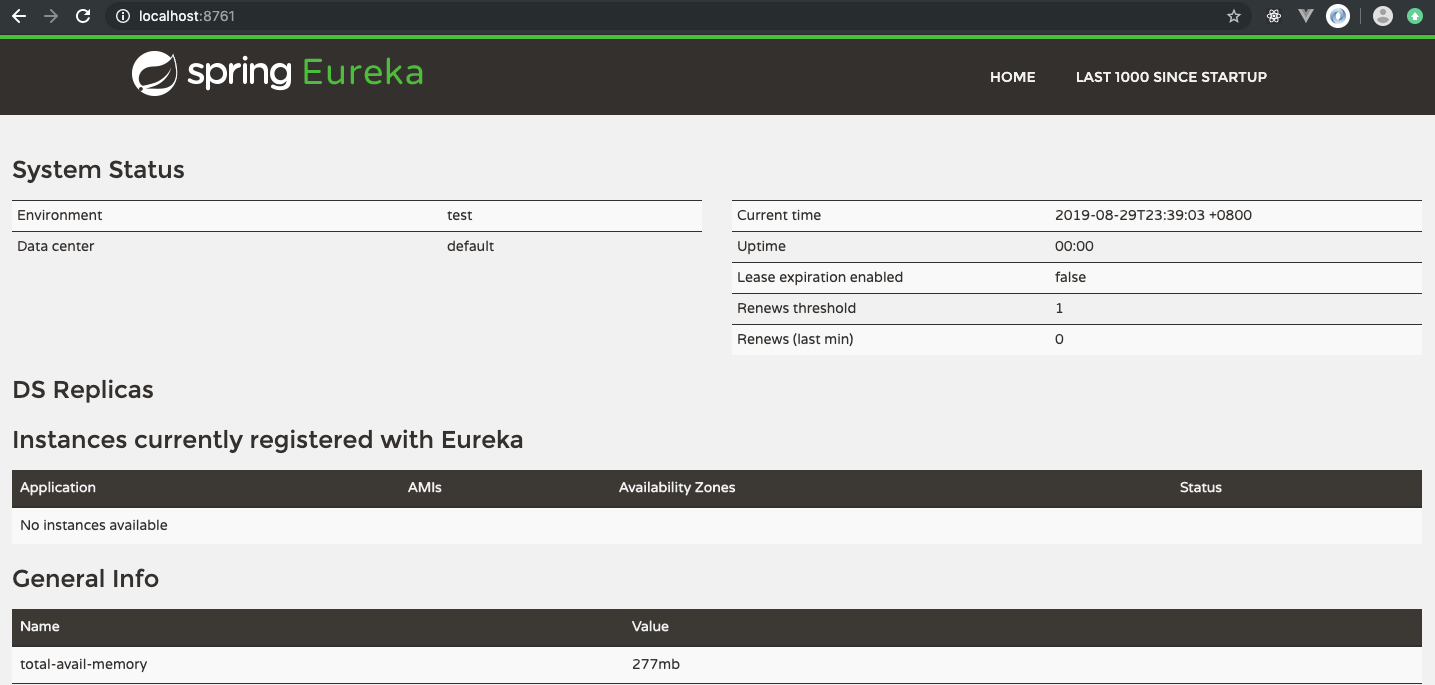 localhost:8761
spring Eureka
HOME LAST 1000 SINCE STARTUP
System Status
Environment test
Data center default
Current time 2019-08-29T23:39:03 +0800
Uptime 00:00
Lease expiration enabled false
Renews threshold 1
Renews (last min) 0
DS Replicas
Instances currently registered with Eureka
Application AMIs Availability Zones Status
No instances available
General Info
Name Value
total-avail-memory 277mb